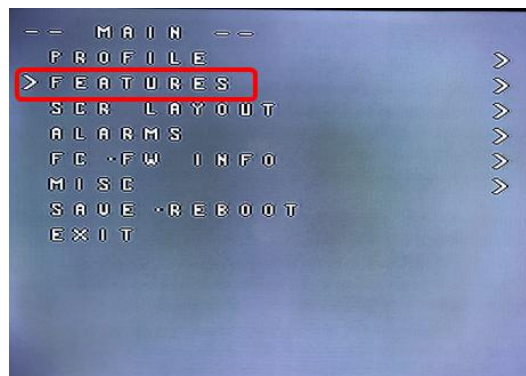 -- MAIN --
PROFILE >
> FEATURES >
SCR LAYOUT >
ALARMS >
FC-FW INFO >
MISC >
SAVE-REBOOT
EXIT